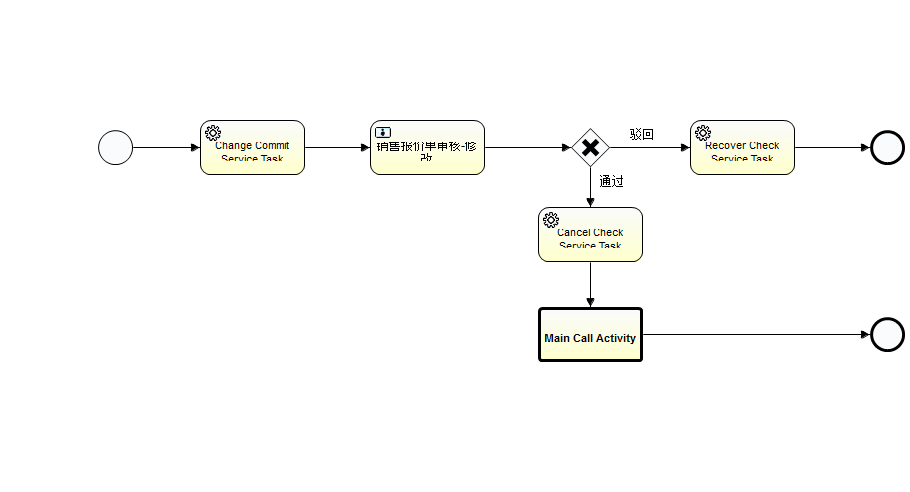 Change Commit
Service Task
销售报价单审核-修
改
驳回
Recover Check
Service Task
通过
Cancel Check
Service Task
Main Call Activity